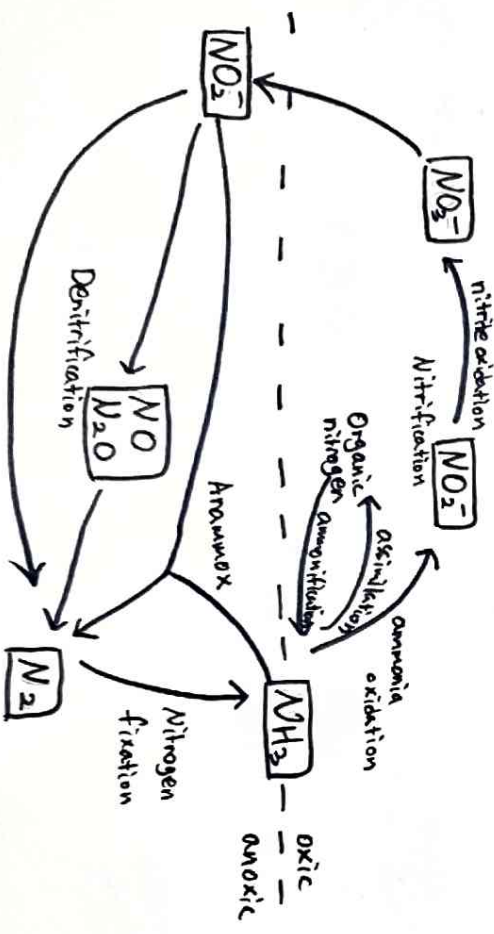 nitrite oxidation
NO₃⁻
NO₂⁻
Nitrification
ammonia
oxidation
assimilation
Organic
nitrogen
ammonification
oxic
NH₃
anoxic
NO₂⁻
Anammox
Nitrogen
fixation
NO
N₂O
Denitrification
N₂